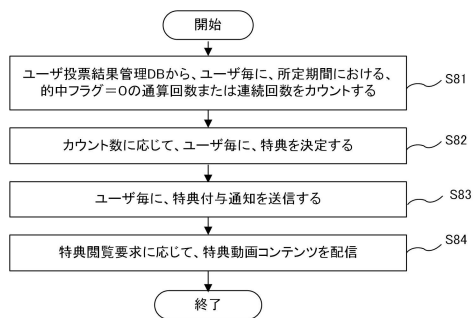 開始
ユーザ投票結果管理DBから、ユーザ毎に、所定期間における、
的中フラグ=0の通算回数または連続回数をカウントする
S81
カウント数に応じて、ユーザ毎に、特典を決定する
S82
ユーザ毎に、特典付与通知を送信する
S83
特典閲覧要求に応じて、特典動画コンテンツを配信
S84
終了